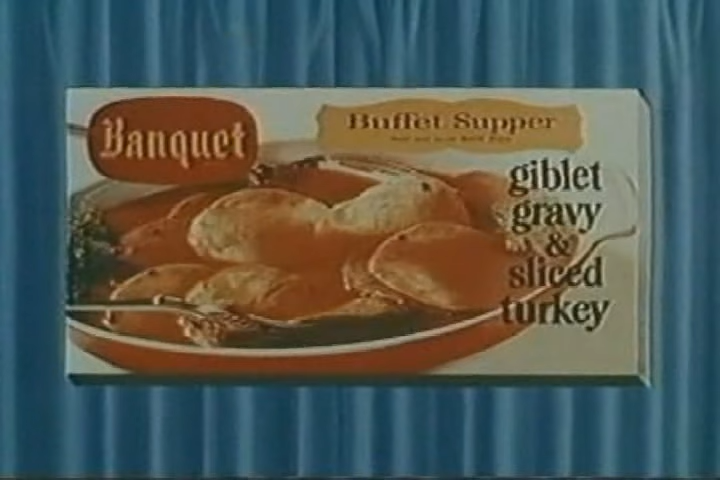 Banquet
Buffet Supper
giblet
gravy
&
sliced
turkey